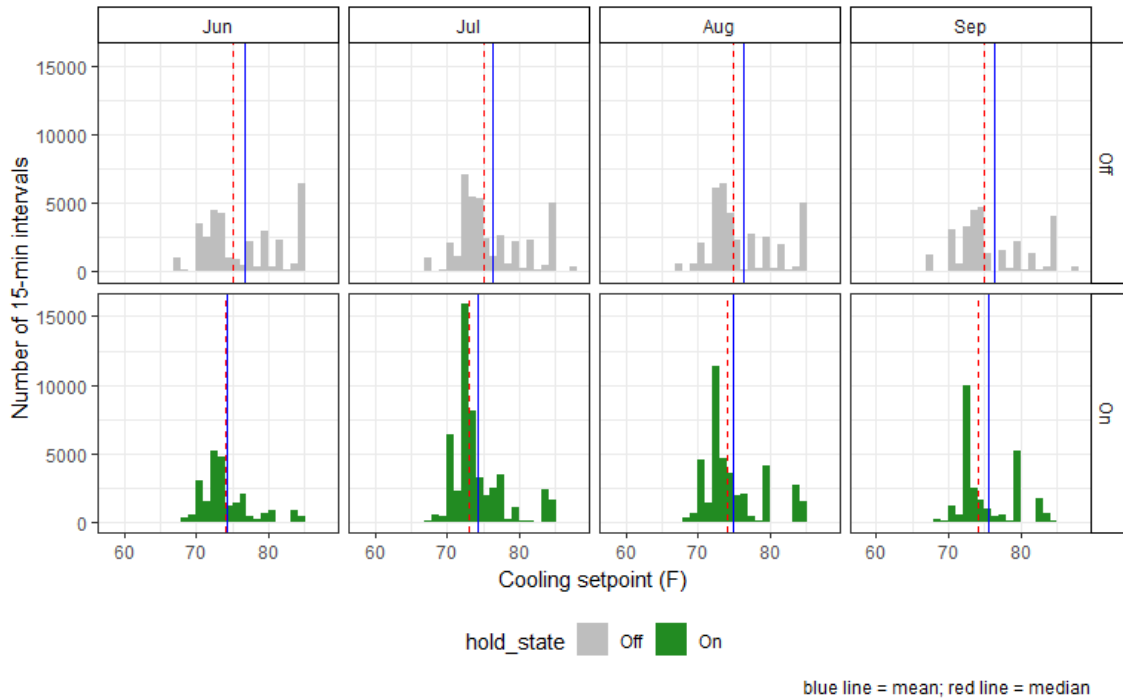 Jun Jul Aug Sep
15000
10000
5000
0
Off
Number of 15-min intervals
15000
10000
5000
0
On
60 70 80 60 70 80 60 70 80 60 70 80
Cooling setpoint (F)
hold_state Off On
blue line = mean; red line = median